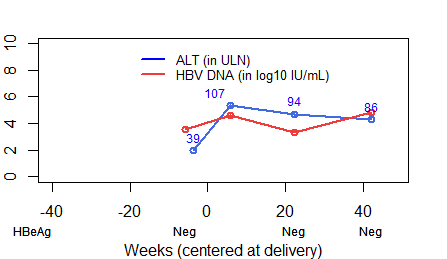 10
8
6
4
2
0
ALT (in ULN)
HBV DNA (in log10 IU/mL)
39
107
94
86
-40 -20 0 20 40
HBeAg Neg Neg Neg
Weeks (centered at delivery)